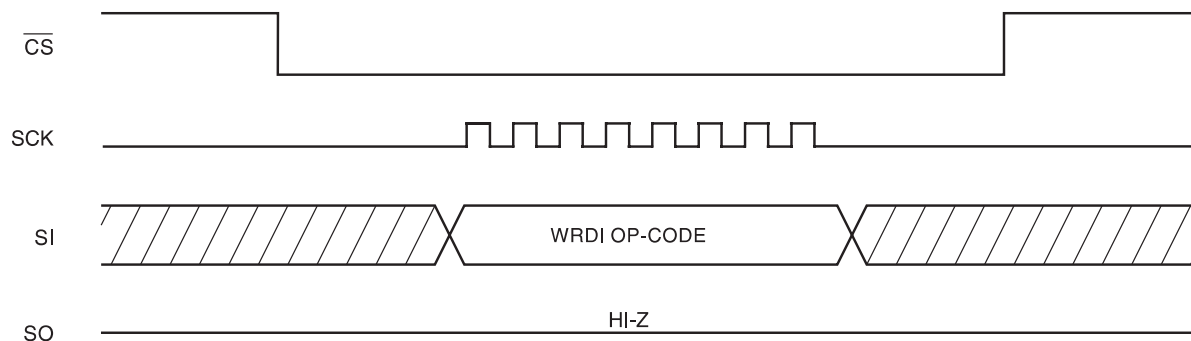 CS
SCK
SI
WRDI OP-CODE
SO
HI-Z